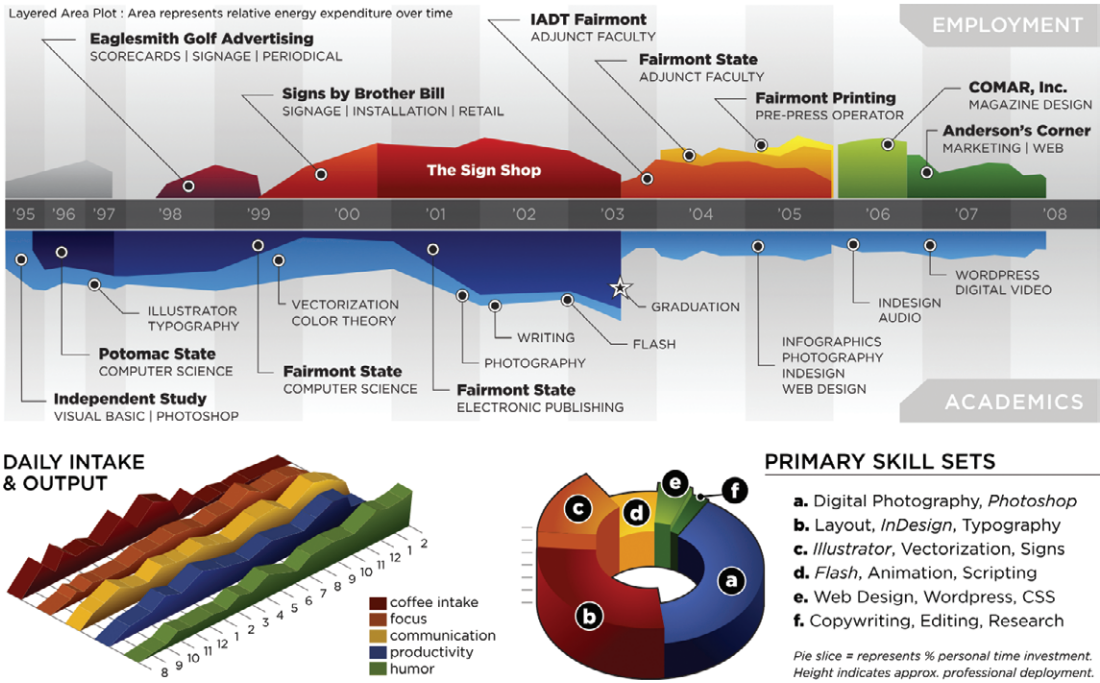 Layered Area Plot : Area represents relative energy expenditure over time
EMPLOYMENT
Eaglesmith Golf Advertising
SCORECARDS | SIGNAGE | PERIODICAL
Signs by Brother Bill
SIGNAGE | INSTALLATION | RETAIL
IADT Fairmont
ADJUNCT FACULTY
Fairmont State
ADJUNCT FACULTY
Fairmont Printing
PRE-PRESS OPERATOR
COMAR, Inc.
MAGAZINE DESIGN
Anderson's Corner
MARKETING | WEB
The Sign Shop
'95 '96 '97 '98 '99 '00 '01 '02 '03 '04 '05 '06 '07 '08
ILLUSTRATOR
TYPOGRAPHY
Potomac State
COMPUTER SCIENCE
Independent Study
VISUAL BASIC | PHOTOSHOP
VECTORIZATION
COLOR THEORY
Fairmont State
COMPUTER SCIENCE
WRITING
PHOTOGRAPHY
Fairmont State
ELECTRONIC PUBLISHING
GRADUATION
FLASH
INFOGRAPHICS
PHOTOGRAPHY
INDESIGN
WEB DESIGN
INDESIGN
AUDIO
WORDPRESS
DIGITAL VIDEO
ACADEMICS
DAILY INTAKE
& OUTPUT
8 9 10 11 12 1 2 3 4 5 6 7 8 9 10 11 12 1 2
coffee intake
focus
communication
productivity
humor
a
b
c
d
e
f
PRIMARY SKILL SETS
a. Digital Photography, Photoshop
b. Layout, InDesign, Typography
c. Illustrator, Vectorization, Signs
d. Flash, Animation, Scripting
e. Web Design, Wordpress, CSS
f. Copywriting, Editing, Research
Pie slice = represents % personal time investment.
Height indicates approx. professional deployment.